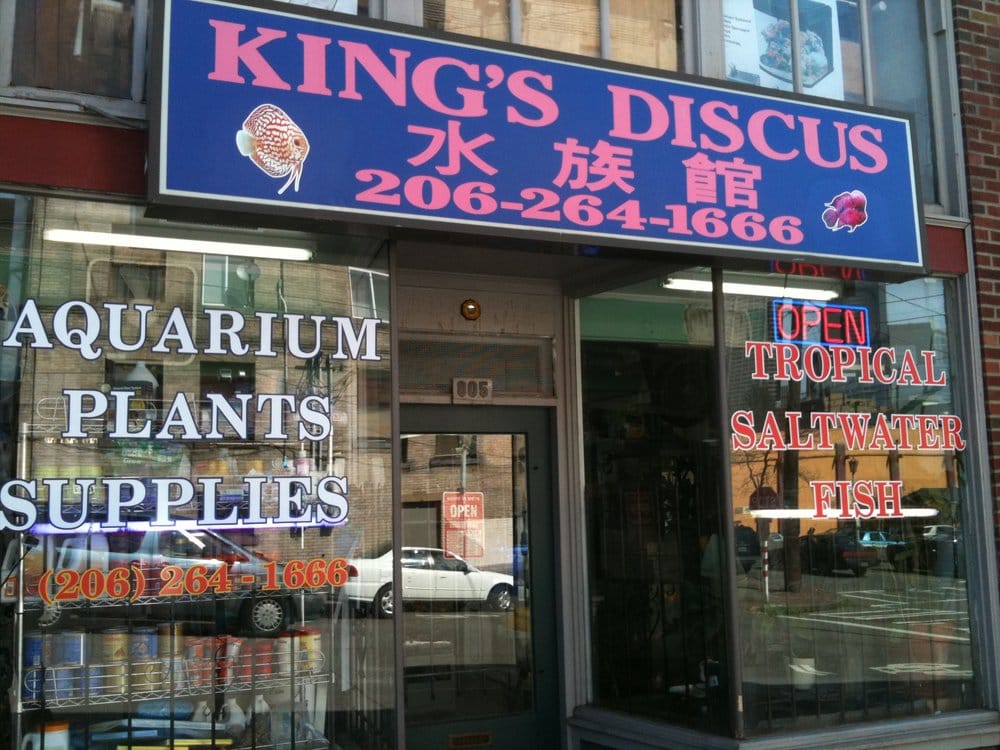 KING'S DISCUS
水族館
206-264-1666
AQUARIUM
PLANTS
SUPPLIES
(206) 264-1666
OPEN
OPEN
TROPICAL
SALTWATER
FISH